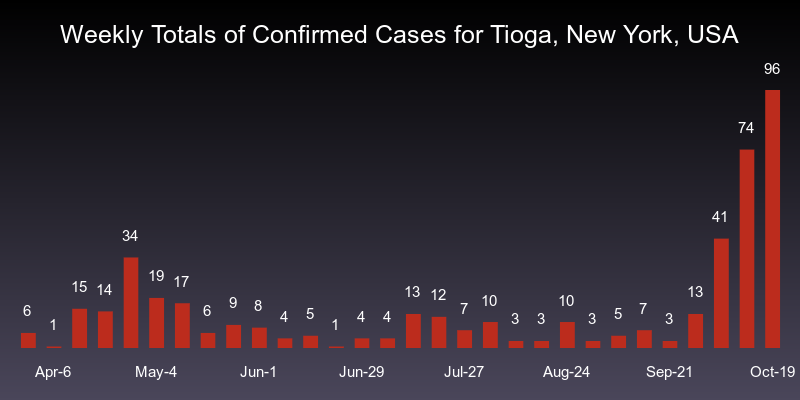 Weekly Totals of Confirmed Cases for Tioga, New York, USA
6 1 15 14 34 19 17 6 9 8 4 5 1 4 4 13 12 7 10 3 3 10 3 5 7 3 13 41 74 96
Apr-6 May-4 Jun-1 Jun-29 Jul-27 Aug-24 Sep-21 Oct-19